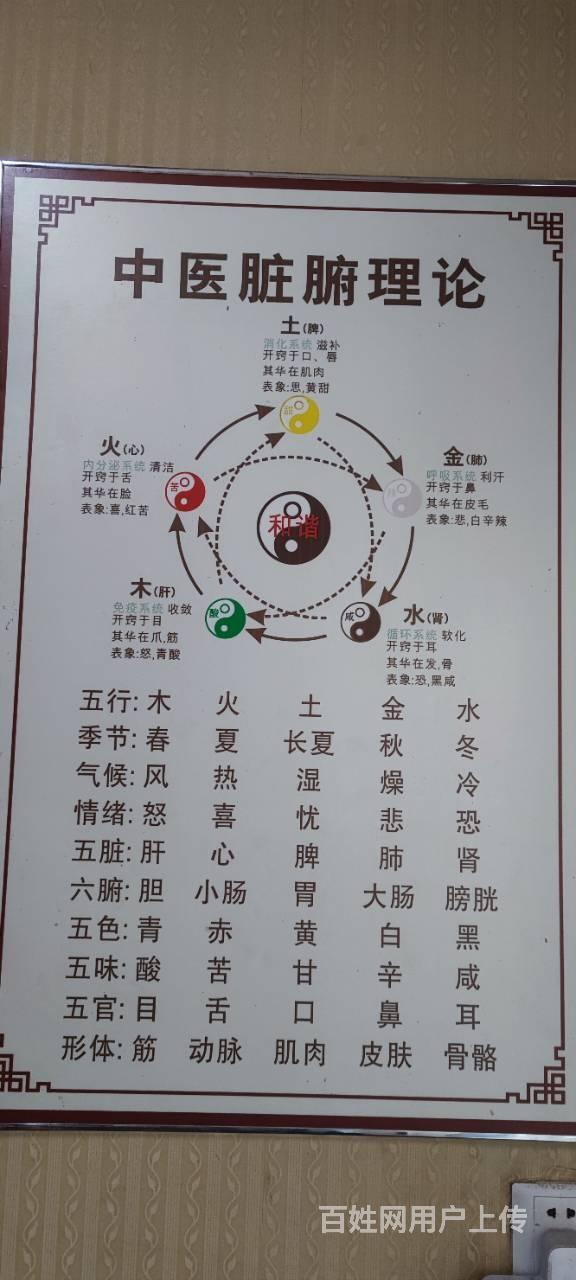 中医脏腑理论
土(脾)
消化系统 滋补
开窍于口、唇
其华在肌肉
表象:思,黄甜
甜
火(心)
内分泌系统 清洁
开窍于舌
其华在脸
表象:喜,红苦
苦
金(肺)
呼吸系统 利汗
开窍于鼻
其华在皮毛
表象:悲,白辛辣
和谐
木(肝)
免疫系统 收敛
开窍于目
其华在爪,筋
表象:怒,青酸
酸
咸
水(肾)
循环系统 软化
开窍于耳
其华在发,骨
表象:恐,黑咸
五行: 木 火 土 金 水
季节: 春 夏 长夏 秋 冬
气候: 风 热 湿 燥 冷
情绪: 怒 喜 忧 悲 恐
五脏: 肝 心 脾 肺 肾
六腑: 胆 小肠 胃 大肠 膀胱
五色: 青 赤 黄 白 黑
五味: 酸 苦 甘 辛 咸
五官: 目 舌 口 鼻 耳
形体: 筋 动脉 肌肉 皮肤 骨骼
百姓网用户上传